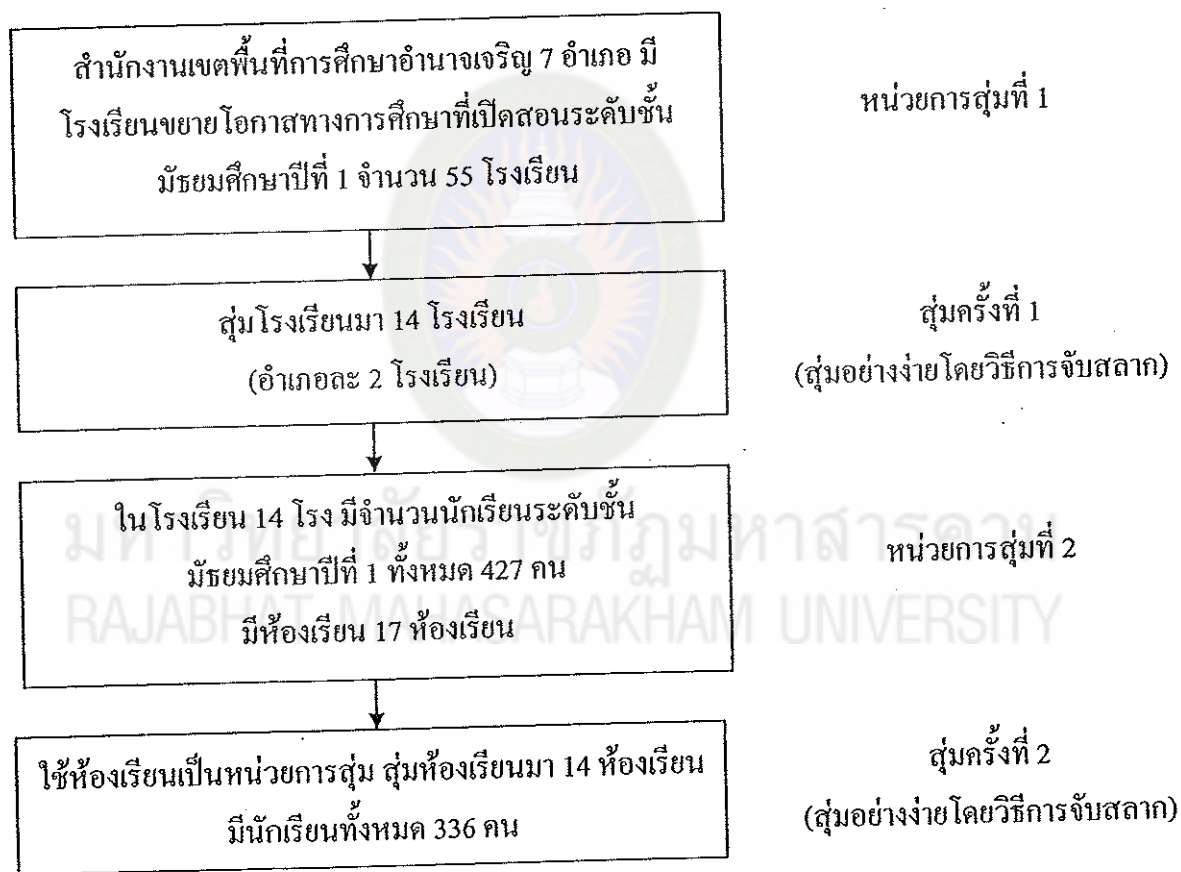 สำนักงานเขตพื้นที่การศึกษาอำนาจเจริญ 7 อำเภอ มี
โรงเรียนขยายโอกาสทางการศึกษาที่เปิดสอนระดับชั้น
มัธยมศึกษาปีที่ 1 จำนวน 55 โรงเรียน
หน่วยการสุ่มที่ 1
สุ่มโรงเรียนมา 14 โรงเรียน
(อำเภอละ 2 โรงเรียน)
สุ่มครั้งที่ 1
(สุ่มอย่างง่ายโดยวิธีการจับสลาก)
ในโรงเรียน 14 โรง มีจำนวนนักเรียนระดับชั้น
มัธยมศึกษาปีที่ 1 ทั้งหมด 427 คน
มีห้องเรียน 17 ห้องเรียน
หน่วยการสุ่มที่ 2
มหาวิทยาลัยราชภัฏมหาสารคาม
RAJABHAT MAHASARAKHAM UNIVERSITY
ใช้ห้องเรียนเป็นหน่วยการสุ่ม สุ่มห้องเรียนมา 14 ห้องเรียน
มีนักเรียนทั้งหมด 336 คน
สุ่มครั้งที่ 2
(สุ่มอย่างง่ายโดยวิธีการจับสลาก)